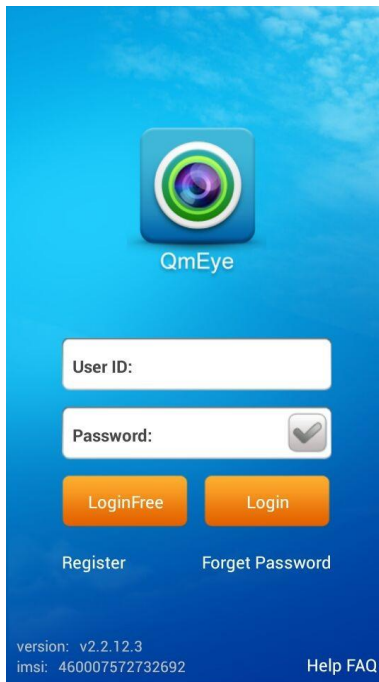 QmEye
User ID:
Password:
LoginFree Login
Register Forget Password
version: v2.2.12.3
imsi: 460007572732692 Help FAQ